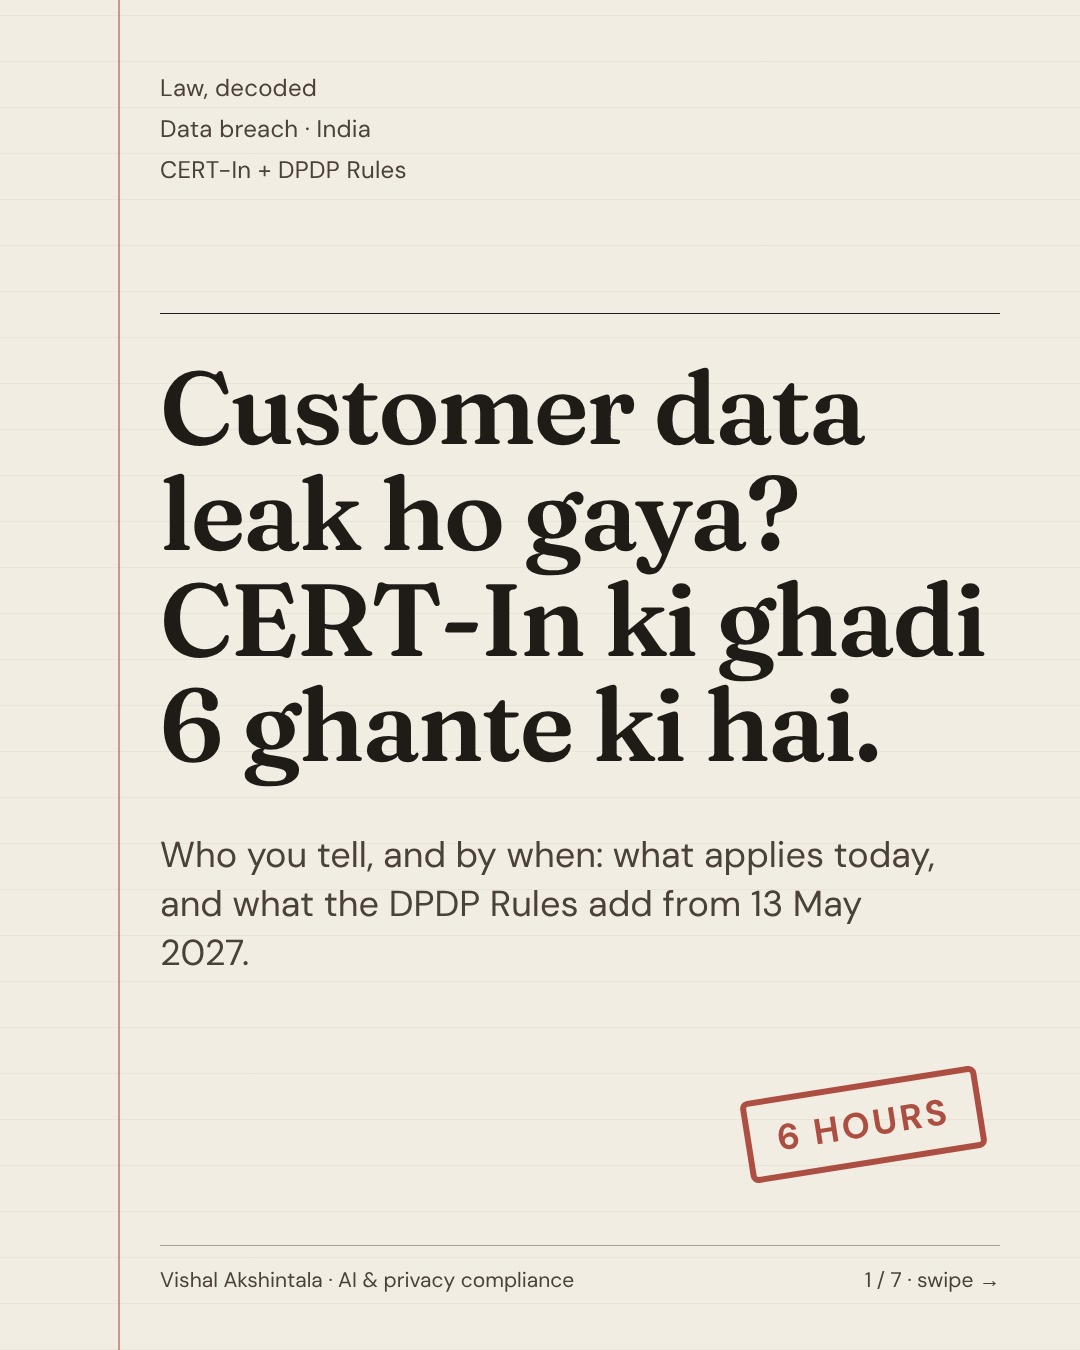 Law, decoded
Data breach · India
CERT-In + DPDP Rules
Customer data
leak ho gaya?
CERT-In ki ghadi
6 ghante ki hai.
Who you tell, and by when: what applies today,
and what the DPDP Rules add from 13 May
2027.
6 HOURS
Vishal Akshintala · AI & privacy compliance
1 / 7 · swipe →